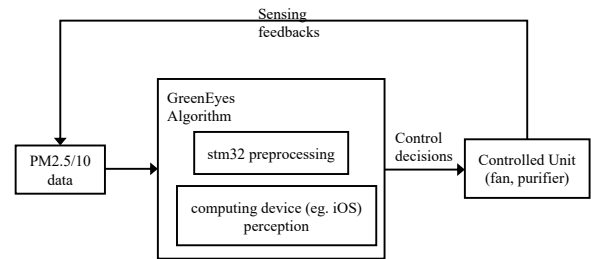 Sensing
feedbacks
GreenEyes
Algorithm
stm32 preprocessing
Control
decisions
PM2.5/10
data
Controlled Unit
(fan, purifier)
computing device (eg. iOS)
perception